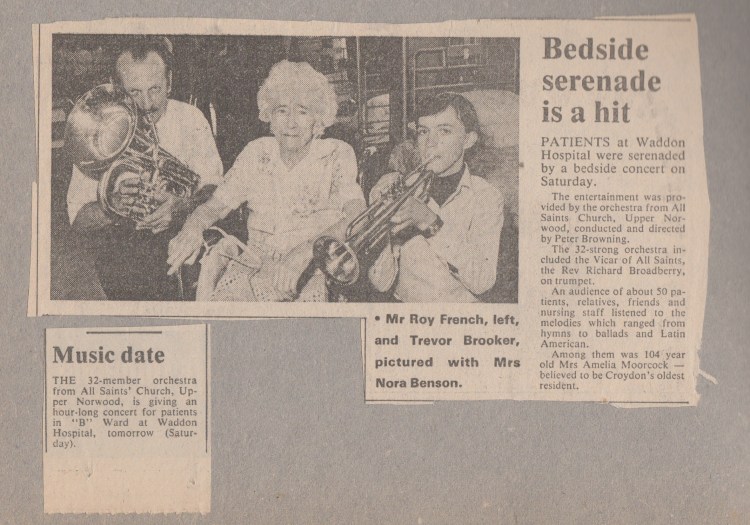 Bedside
serenade
is a hit
PATIENTS at Waddon
Hospital were serenaded
by a bedside concert on
Saturday.
The entertainment was pro-
vided by the orchestra from All
Saints Church, Upper Nor-
wood, conducted and directed
by Peter Browning.
The 32-strong orchestra in-
cluded the Vicar of All Saints,
the Rev Richard Broadberry,
on trumpet.
An audience of about 50 pa-
tients, relatives, friends and
nursing staff listened to the
melodies which ranged from
hymns to ballads and Latin
American.
Among them was 104 year
old Mrs Amelia Moorcock —
believed to be Croydon's oldest
resident.
• Mr Roy French, left,
and Trevor Brooker,
pictured with Mrs
Nora Benson.
Music date
THE 32-member orchestra
from All Saints' Church, Up-
per Norwood, is giving an
hour-long concert for patients
in "B" Ward at Waddon
Hospital, tomorrow (Satur-
day).